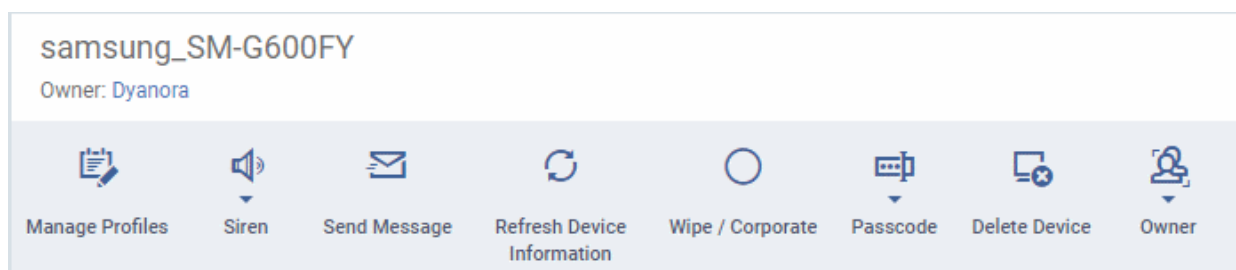 samsung_SM-G600FY
Owner: Dyanora
Manage Profiles
Siren
Send Message
Refresh Device
Information
Wipe / Corporate
Passcode
Delete Device
Owner